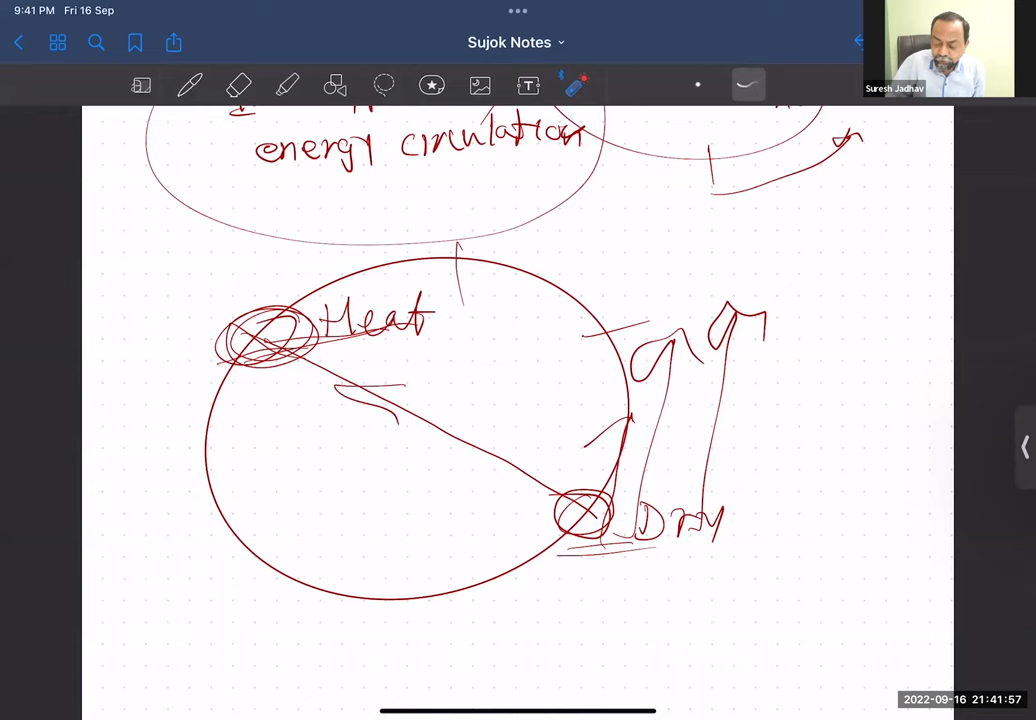 9:41 PM Fri 16 Sep
Sujok Notes
T
Suresh Jadhav
energy circulation
Heat
Dry
2022-09-16 21:41:57